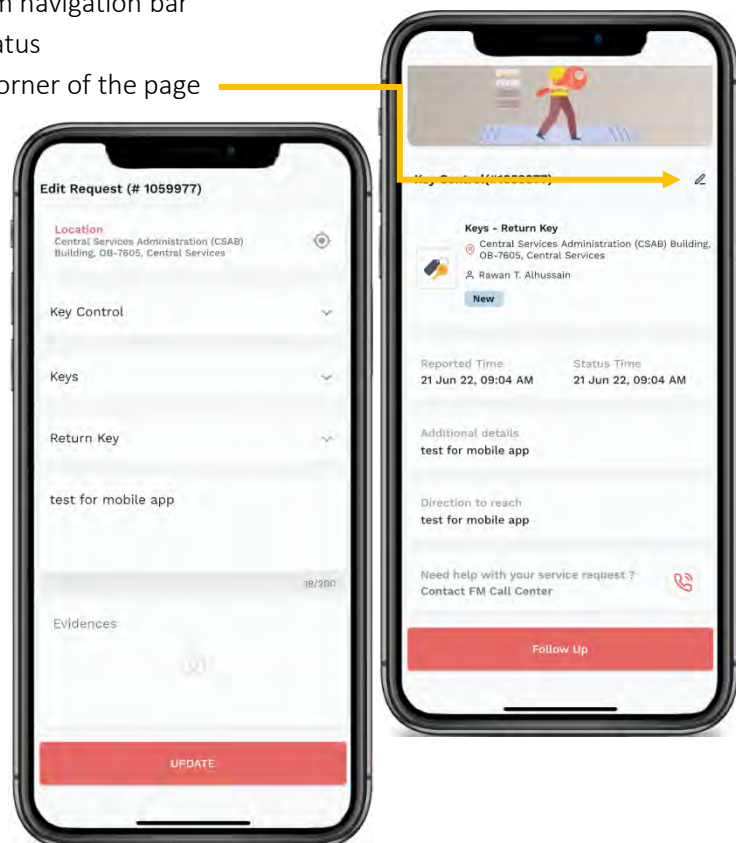 navigation bar
atus
orner of the page
Edit Request (# 1059977)
Location
Central Services Administration (CSAB)
Building, OB-7605, Central Services
Key Control
Keys
Return Key
test for mobile app
Evidences
UPDATE
Key Control(#1059977)
Keys - Return Key
Central Services Administration (CSAB) Building,
OB-7605, Central Services
Rawan T. Alhussain
New
Reported Time
Status Time
21 Jun 22, 09:04 AM
21 Jun 22, 09:04 AM
Additional details
test for mobile app
Direction to reach
test for mobile app
Need help with your service request ?
Contact FM Call Center
Follow Up